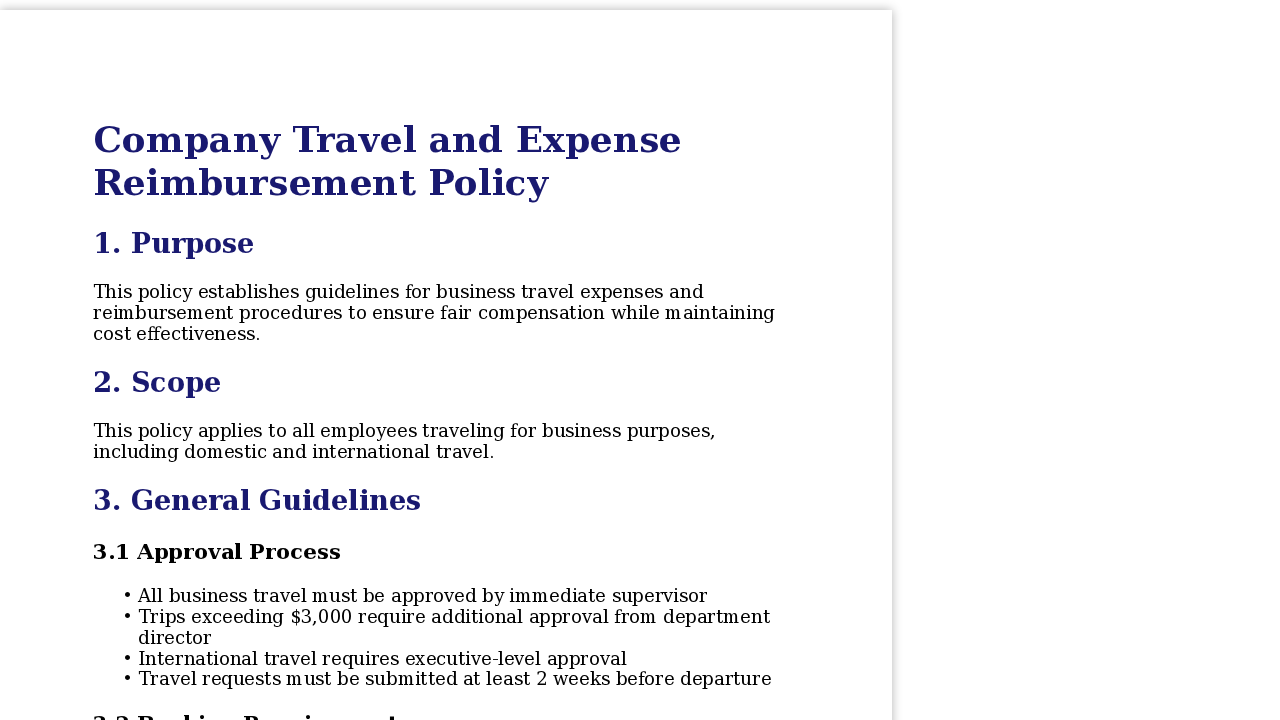 Company Travel and Expense
Reimbursement Policy
1. Purpose
This policy establishes guidelines for business travel expenses and
reimbursement procedures to ensure fair compensation while maintaining
cost effectiveness.
2. Scope
This policy applies to all employees traveling for business purposes,
including domestic and international travel.
3. General Guidelines
3.1 Approval Process
• All business travel must be approved by immediate supervisor
• Trips exceeding $3,000 require additional approval from department
director
• International travel requires executive-level approval
• Travel requests must be submitted at least 2 weeks before departure